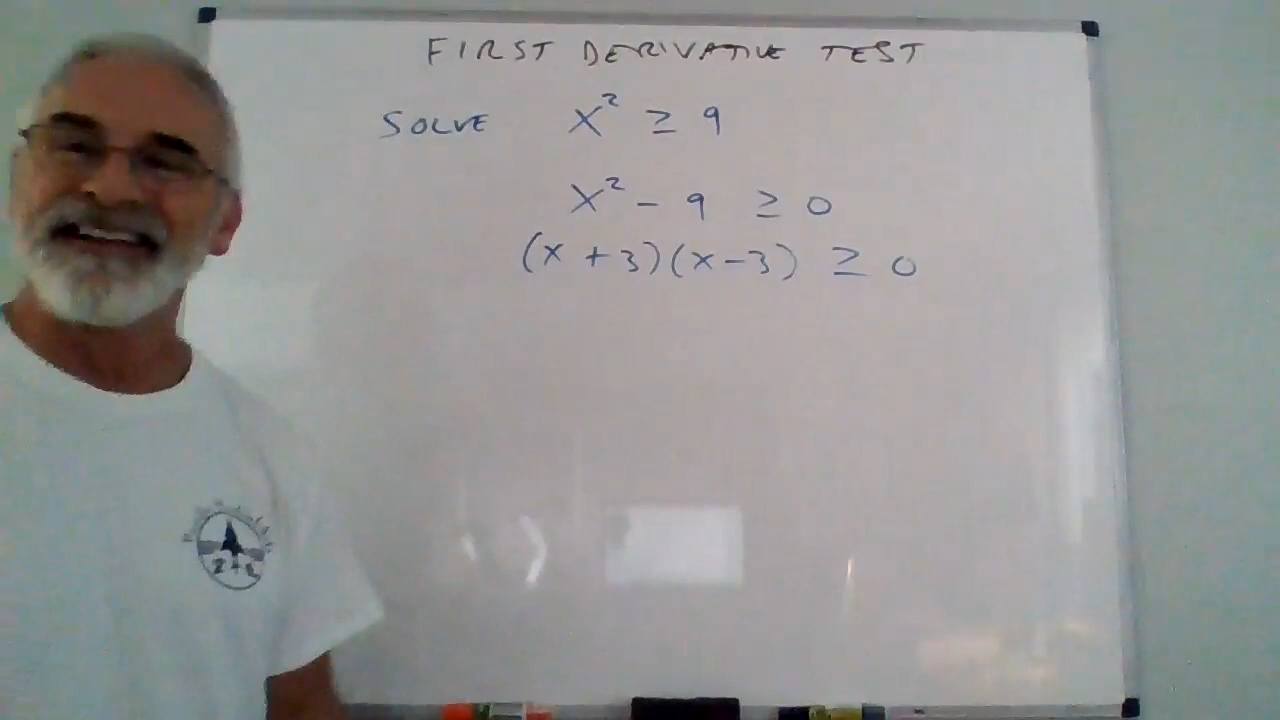 FIRST DERIVATIVE TEST
SOLVE x² ≥ 9
x² - 9 ≥ 0
(x + 3)(x - 3) ≥ 0